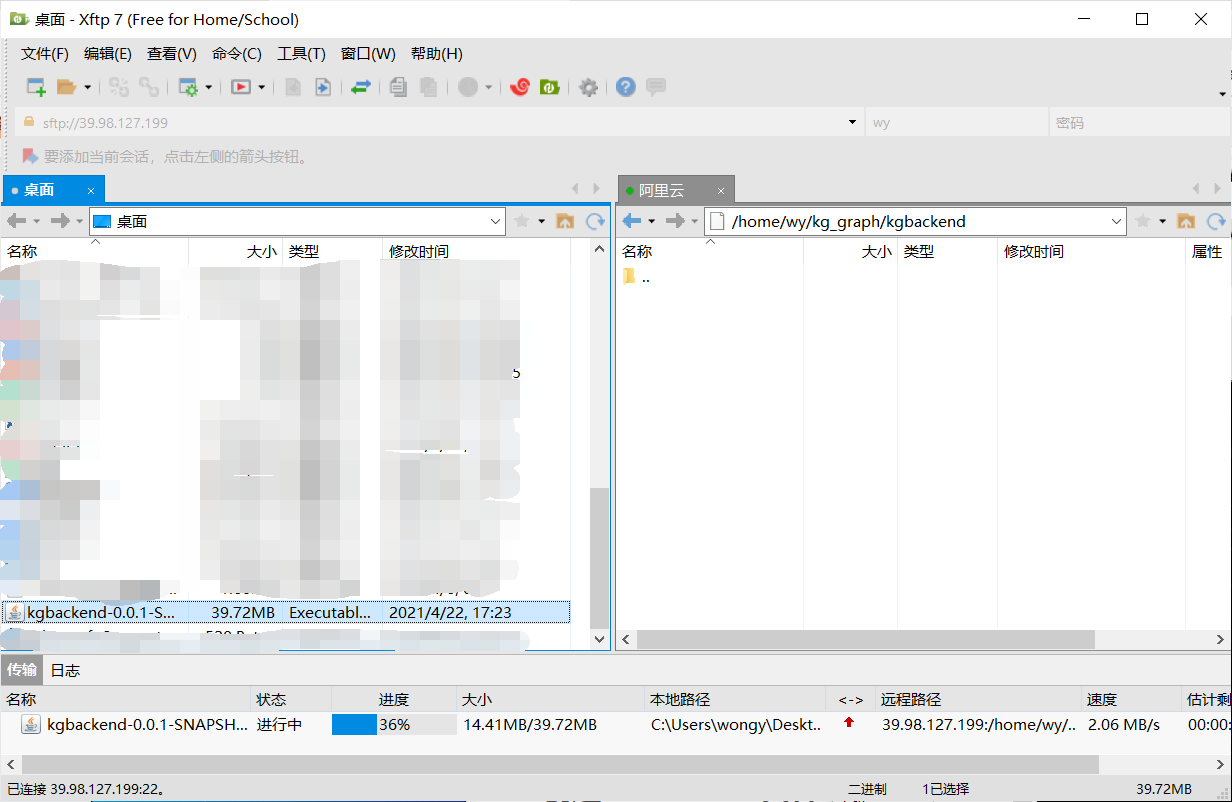 桌面 - Xftp 7 (Free for Home/School)
文件(F) 编辑(E) 查看(V) 命令(C) 工具(T) 窗口(W) 帮助(H)
sftp://39.98.127.199 wy 密码
要添加当前会话，点击左侧的箭头按钮。
桌面 × 阿里云 ×
桌面 /home/wy/kg_graph/kgbackend
名称 大小 类型 修改时间 名称 大小 类型 修改时间 属性
..
5
kgbackend-0.0.1-S... 39.72MB Executabl... 2021/4/22, 17:23
传输 日志
名称 状态 进度 大小 本地路径 <-> 远程路径 速度 估计剩
kgbackend-0.0.1-SNAPSH... 进行中 36% 14.41MB/39.72MB C:\Users\wongy\Deskt.. 39.98.127.199:/home/wy/.. 2.06 MB/s 00:00:
已连接 39.98.127.199:22。 二进制 1已选择 39.72MB